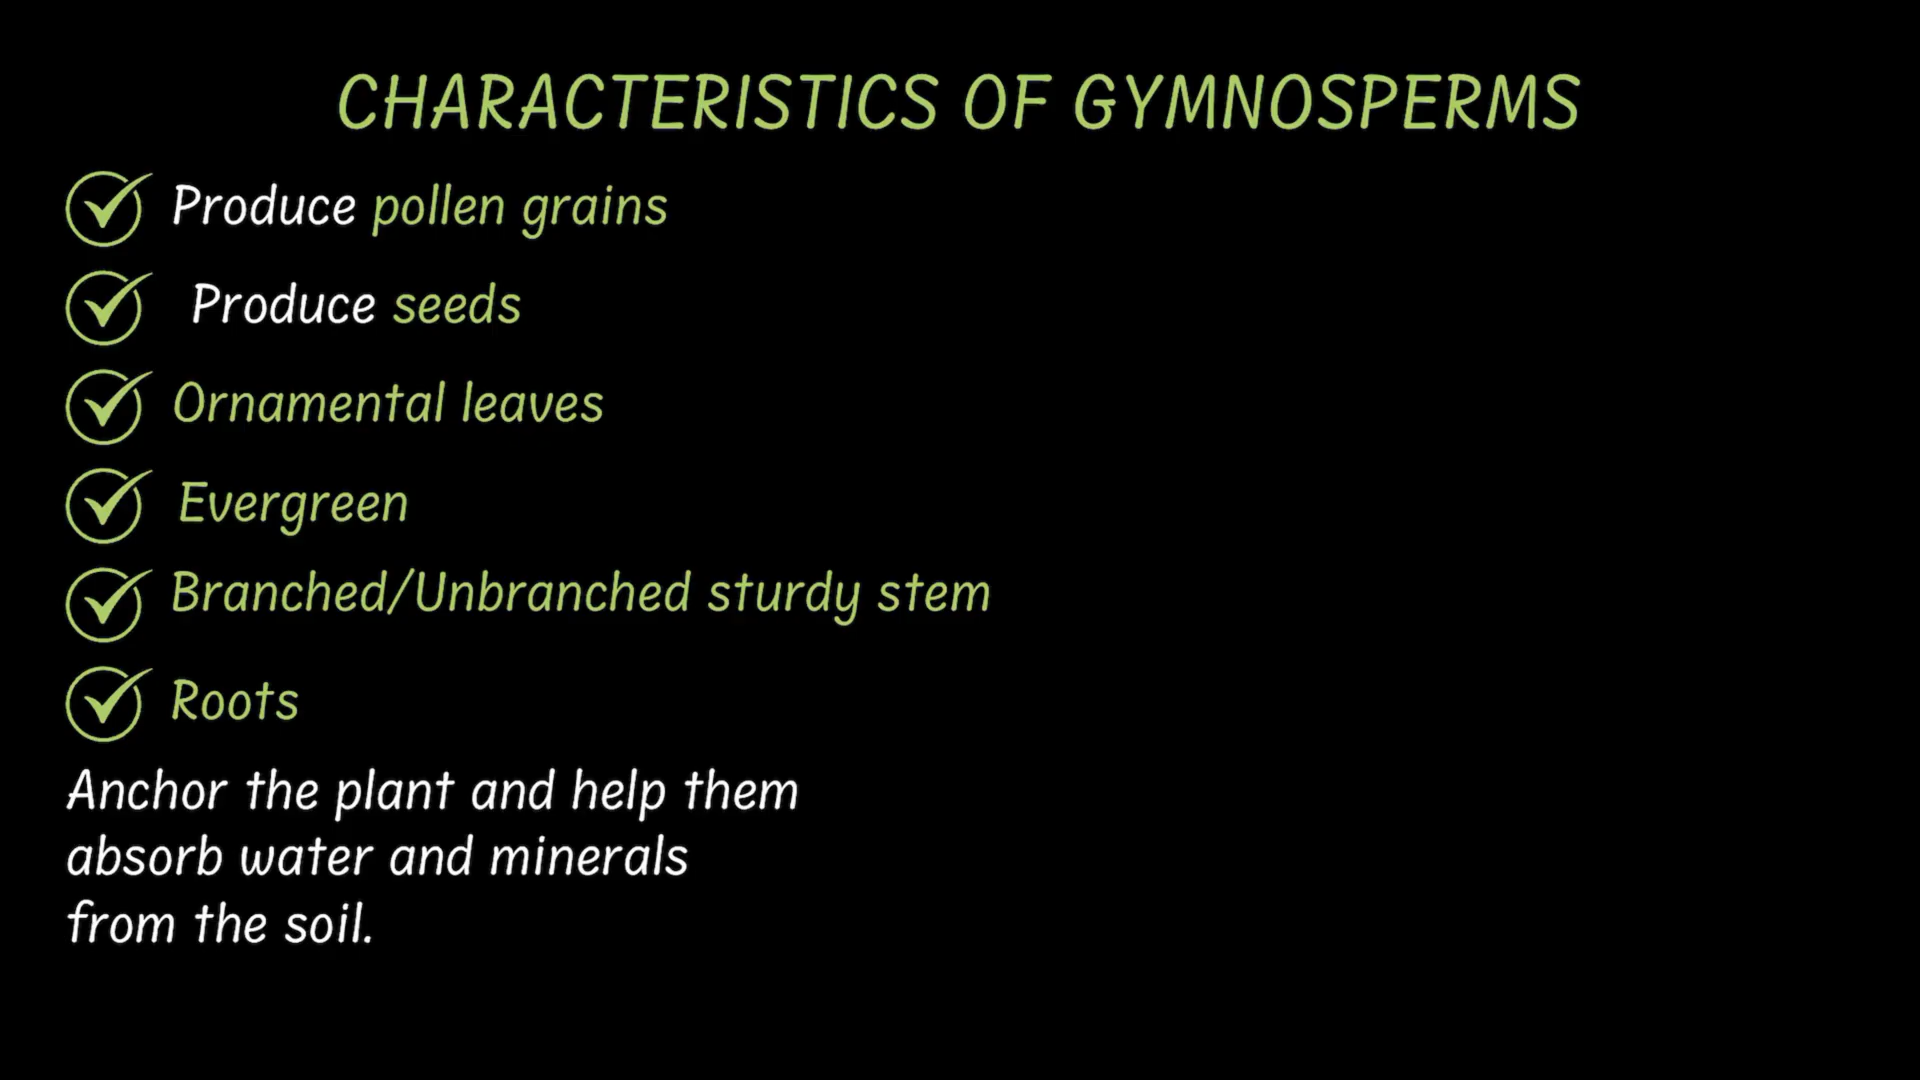 CHARACTERISTICS OF GYMNOSPERMS
Produce pollen grains
Produce seeds
Ornamental leaves
Evergreen
Branched/Unbranched sturdy stem
Roots
Anchor the plant and help them
absorb water and minerals
from the soil.